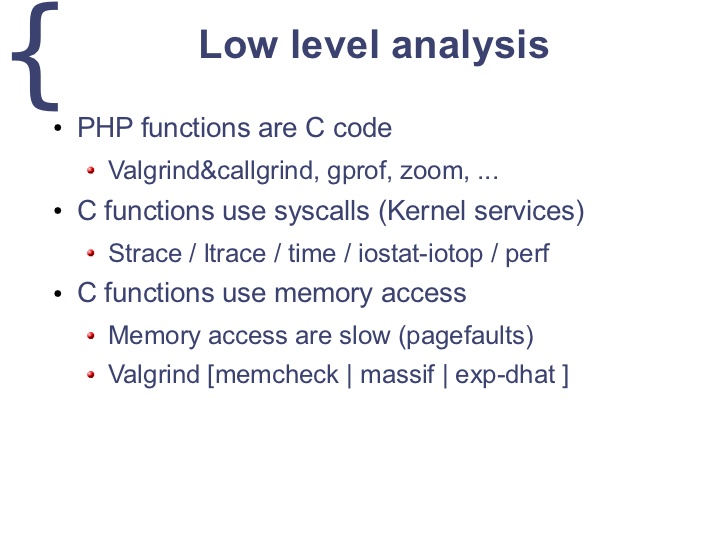 {
Low level analysis
• PHP functions are C code
• Valgrind&callgrind, gprof, zoom, ...
• C functions use syscalls (Kernel services)
• Strace / ltrace / time / iostat-iotop / perf
• C functions use memory access
• Memory access are slow (pagefaults)
• Valgrind [memcheck | massif | exp-dhat ]